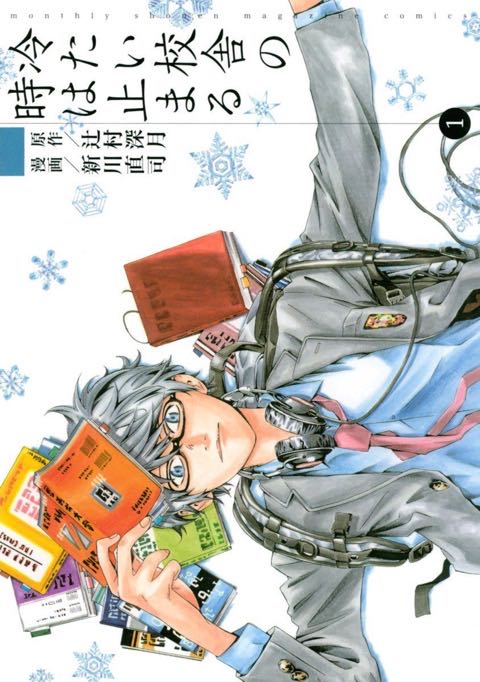 monthly shonen magazine comics
冷たい校舎の
時は止まる
原作/辻村深月
漫画/新川直司
1